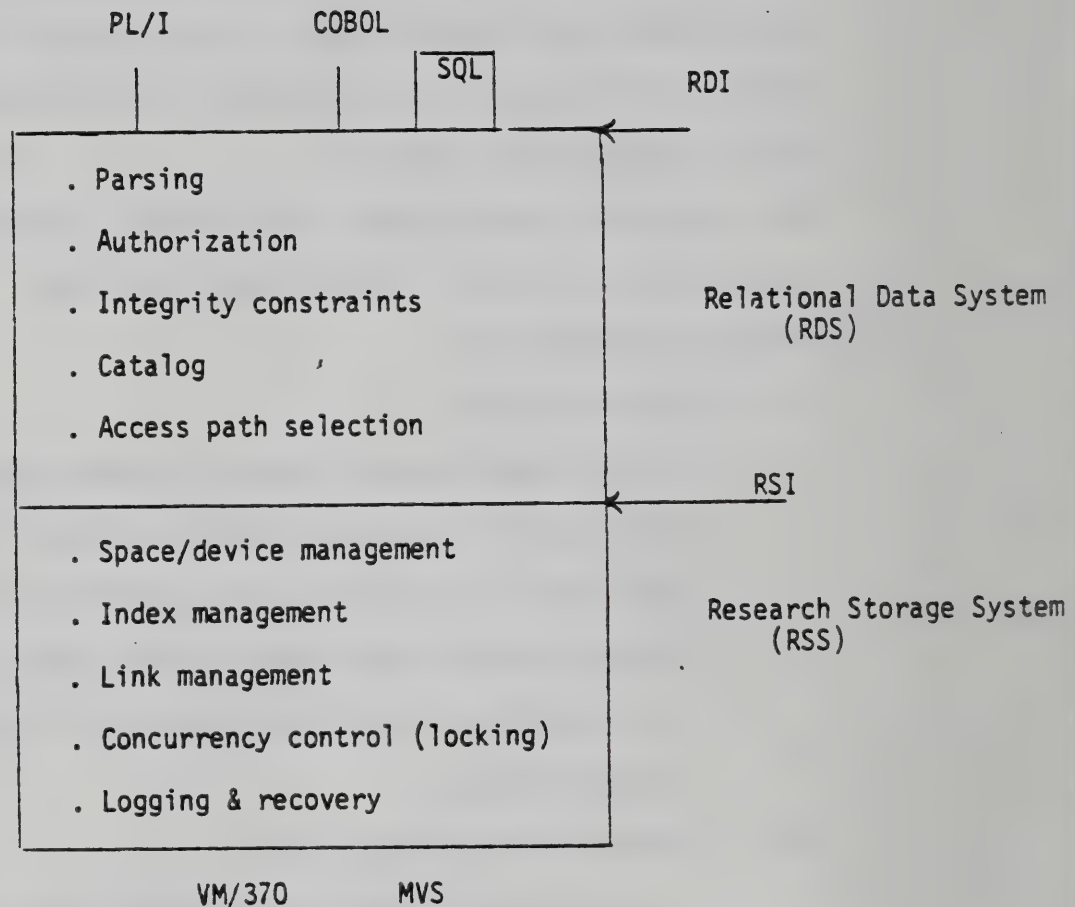 PL/I COBOL
SQL
RDI
. Parsing
. Authorization
. Integrity constraints
Relational Data System
(RDS)
. Catalog
. Access path selection
RSI
. Space/device management
. Index management
Research Storage System
(RSS)
. Link management
. Concurrency control (locking)
. Logging & recovery
VM/370 MVS